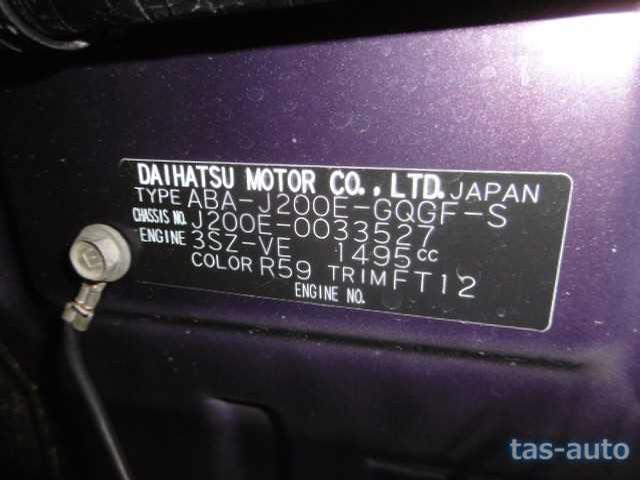 DAIHATSU MOTOR CO., LTD. JAPAN
TYPE ABA-J200E-GQGF-S
CHASSIS NO. J200E-0033527
ENGINE 3SZ-VE 1495cc
COLOR R59 TRIM FT12
ENGINE NO.
tas-auto